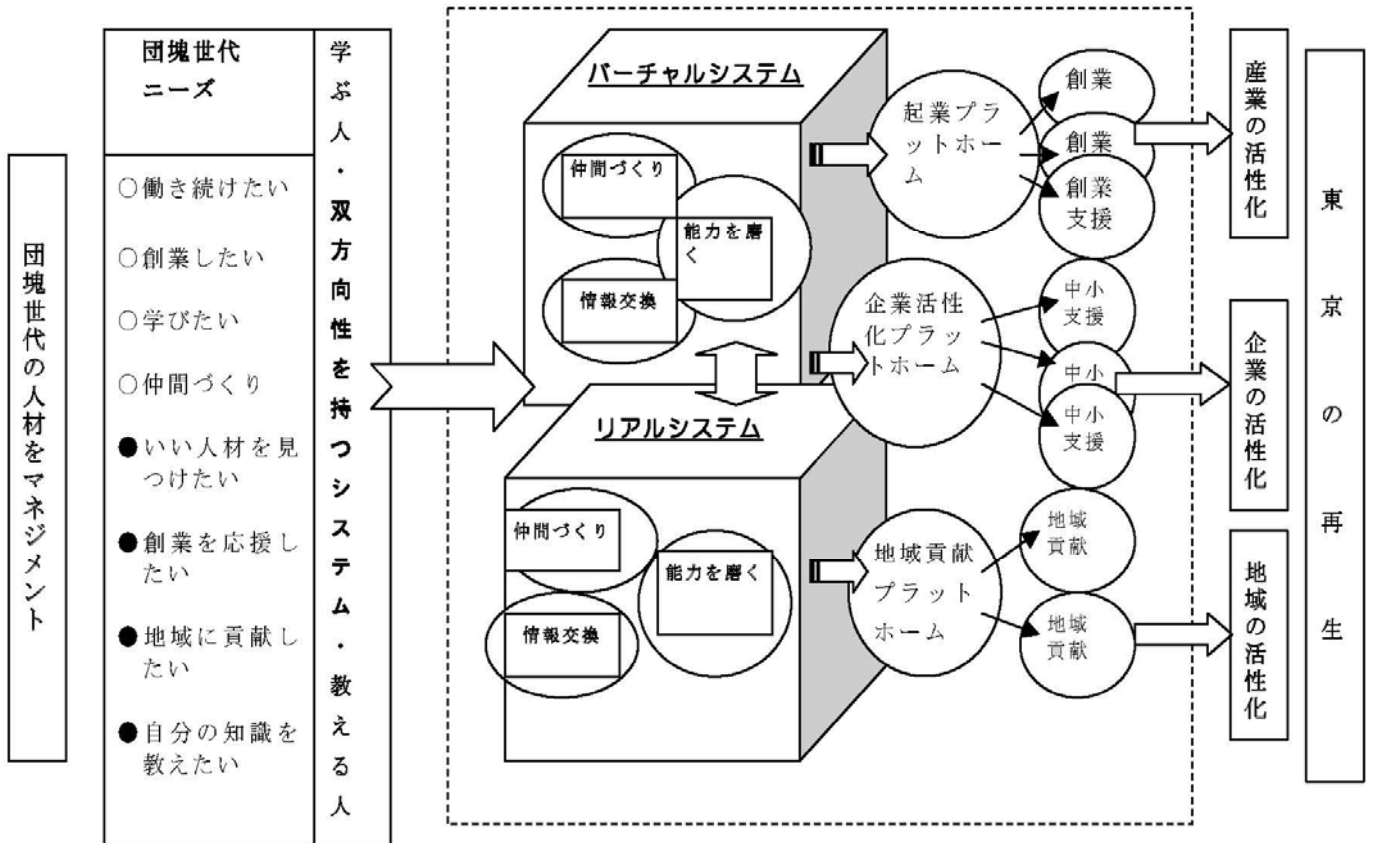 団塊世代の人材をマネジメント
団塊世代
ニーズ
○働き続けたい
○創業したい
○学びたい
○仲間づくり
●いい人材を見
つけたい
●創業を応援し
たい
●地域に貢献し
たい
●自分の知識を
教えたい
学ぶ人・双方向性を持つシステム・教える人
バーチャルシステム
仲間づくり
能力を磨
く
情報交換
リアルシステム
仲間づくり
能力を磨く
情報交換
起業プラ
ットホー
ム
創業
創業
創業
支援
企業活性
化プラッ
トホーム
中小
支援
中小
中小
支援
地域貢献
プラット
ホーム
地域
貢献
地域
貢献
産業の活性化
企業の活性化
地域の活性化
東京の再生